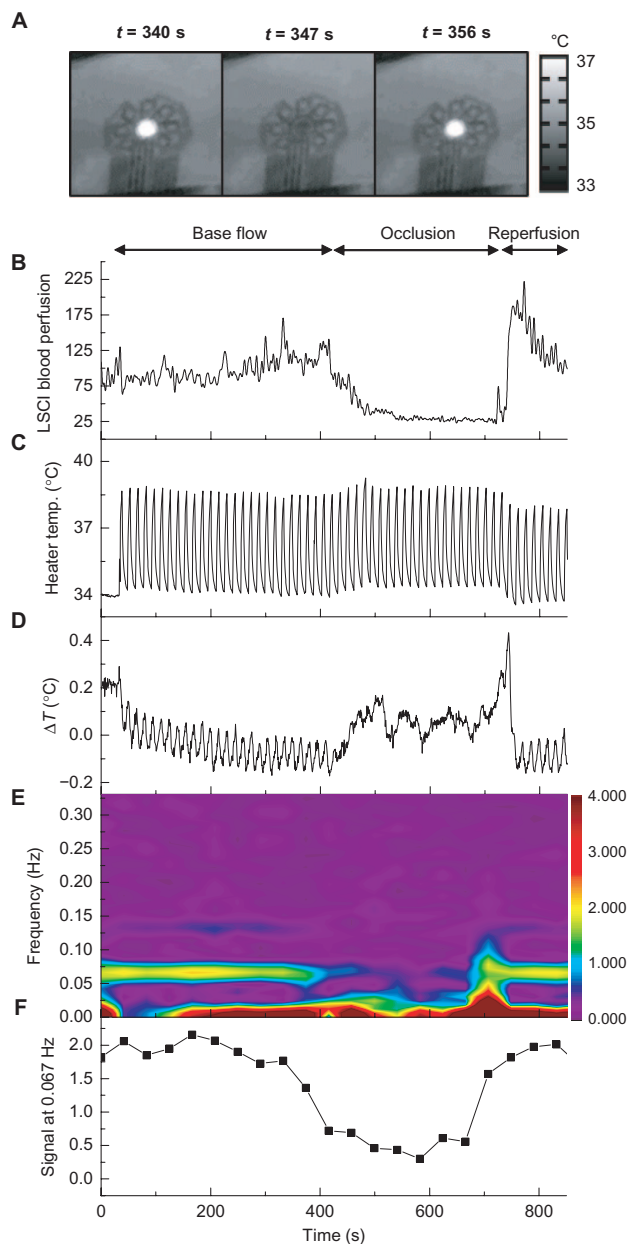 A
t = 340 s t = 347 s t = 356 s
°C
37
35
33
Base flow Occlusion Reperfusion
B
225
175
125
75
25
LSCI blood perfusion
C
40
37
34
Heater temp. (°C)
D
0.4
0.2
0.0
−0.2
ΔT (°C)
E
0.30
0.25
0.20
0.15
0.10
0.05
0.00
Frequency (Hz)
4.000
3.000
2.000
1.000
0.000
F
2.0
1.5
1.0
0.5
0.0
Signal at 0.067 Hz
0 200 400 600 800
Time (s)